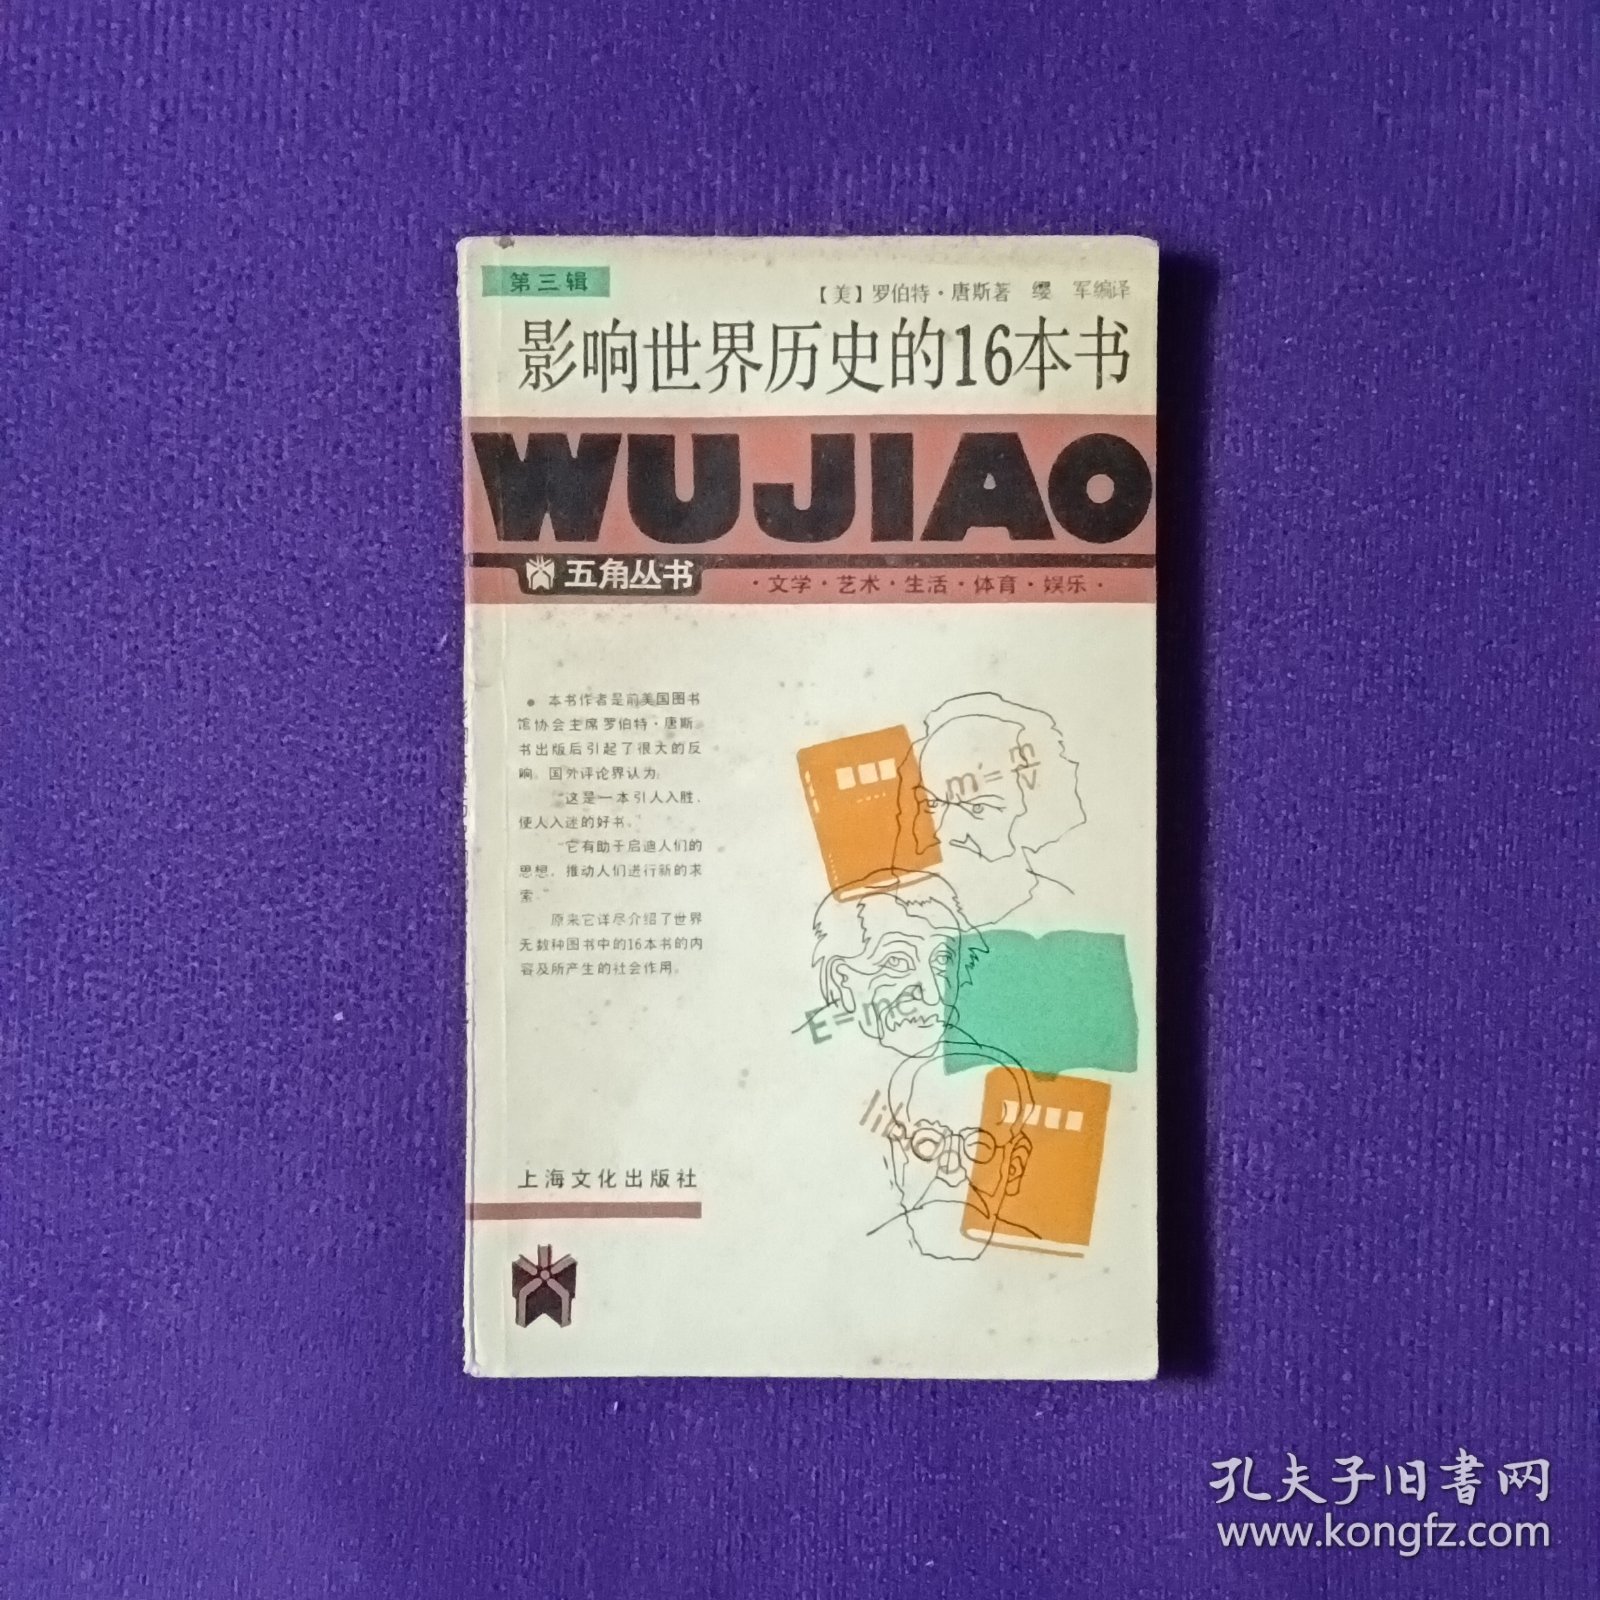 第三辑
【美】罗伯特·唐斯著 缨 军编译
影响世界历史的16本书
WUJIAO
五角丛书
·文学·艺术·生活·体育·娱乐·
● 本书作者是前美国图书
馆协会主席罗伯特·唐斯。
书出版后引起了很大的反
响。国外评论界认为:
“这是一本引人入胜、
使人入迷的好书。”
“它有助于启迪人们的
思想，推动人们进行新的求
索。”
原来它详尽介绍了世界
无数种图书中的16本书的内
容及所产生的社会作用。
E=mc²
lib
上海文化出版社
孔夫子旧書网
www.kongfz.com